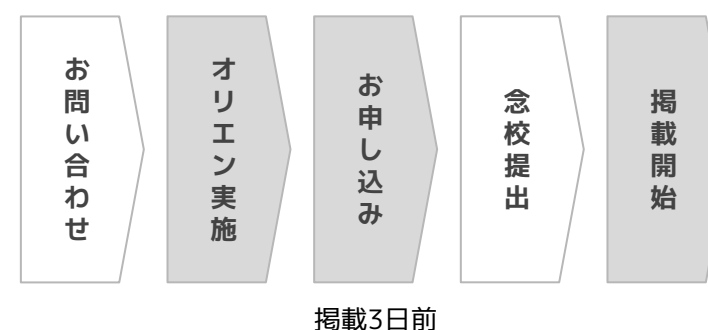 お問い合わせ
オリエン実施
お申し込み
念校提出
掲載開始
掲載3日前